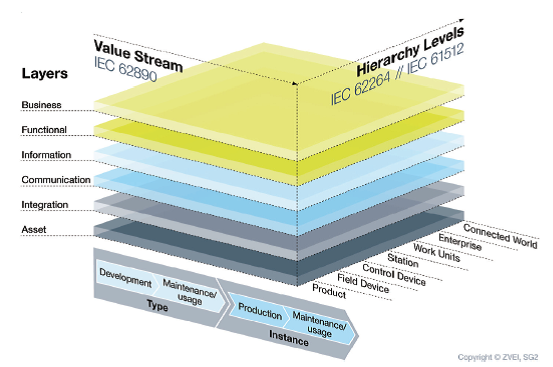 Value Stream
IEC 62890
Hierarchy Levels
IEC 62264 // IEC 61512
Layers
Business
Functional
Information
Communication
Integration
Asset
Connected World
Enterprise
Work Units
Station
Control Device
Field Device
Product
Development
Maintenance/
usage
Type
Production
Maintenance/
usage
Instance
Copyright © ZVEI, SG2